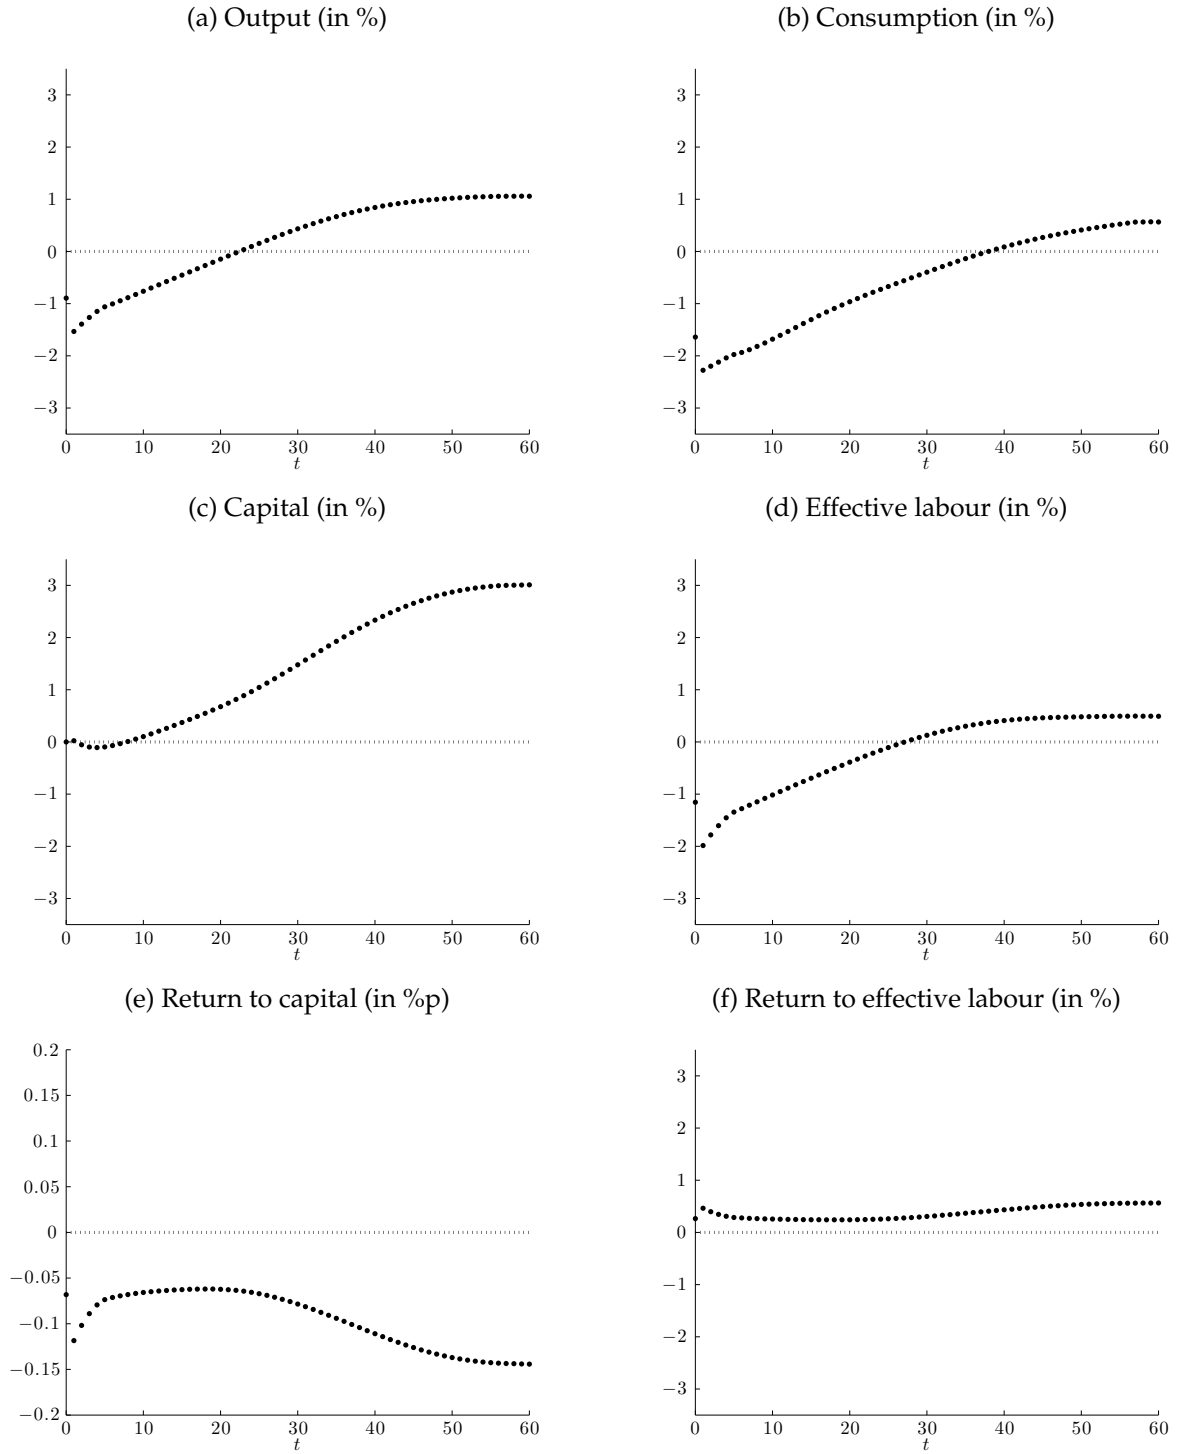 (a) Output (in %)
3
2
1
0
−1
−2
−3
0 10 20 30 40 50 60
t
(b) Consumption (in %)
3
2
1
0
−1
−2
−3
0 10 20 30 40 50 60
t
(c) Capital (in %)
3
2
1
0
−1
−2
−3
0 10 20 30 40 50 60
t
(d) Effective labour (in %)
3
2
1
0
−1
−2
−3
0 10 20 30 40 50 60
t
(e) Return to capital (in %p)
0.2
0.15
0.1
0.05
0
−0.05
−0.1
−0.15
−0.2
0 10 20 30 40 50 60
t
(f) Return to effective labour (in %)
3
2
1
0
−1
−2
−3
0 10 20 30 40 50 60
t